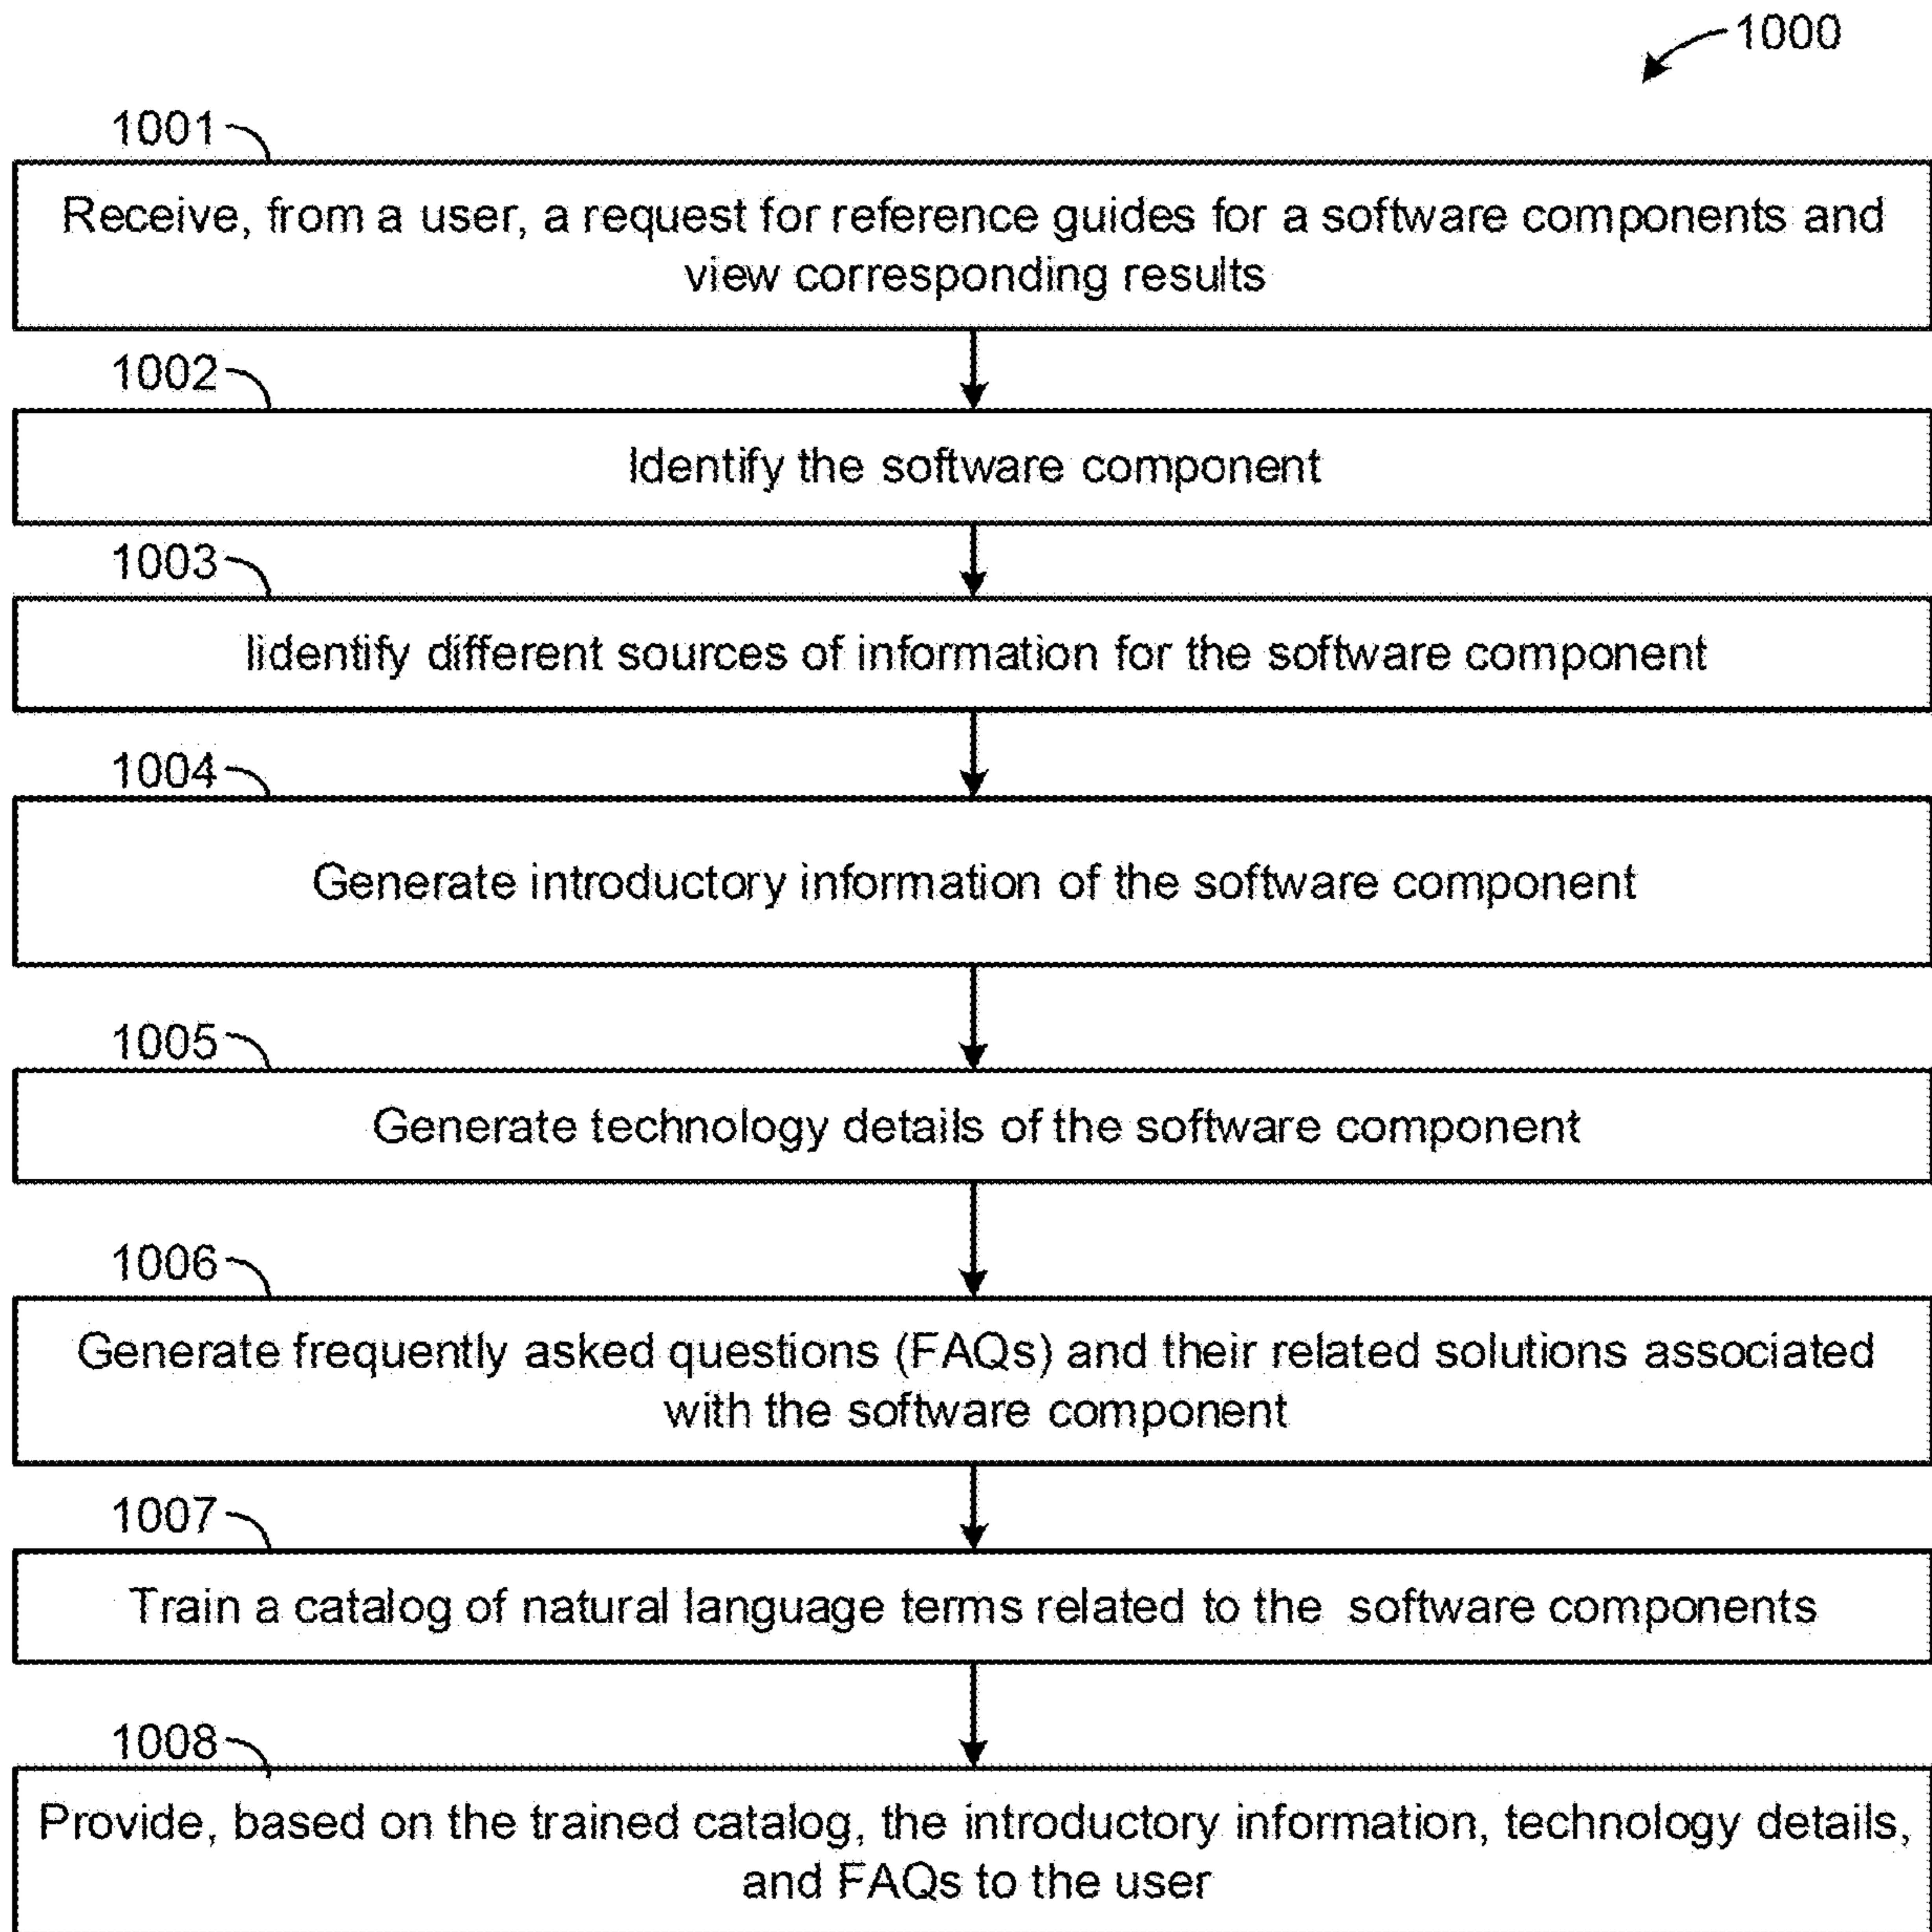 1000
1001
Receive, from a user, a request for reference guides for a software components and
view corresponding results
1002
Identify the software component
1003
Iidentify different sources of information for the software component
1004
Generate introductory information of the software component
1005
Generate technology details of the software component
1006
Generate frequently asked questions (FAQs) and their related solutions associated
with the software component
1007
Train a catalog of natural language terms related to the software components
1008
Provide, based on the trained catalog, the introductory information, technology details,
and FAQs to the user